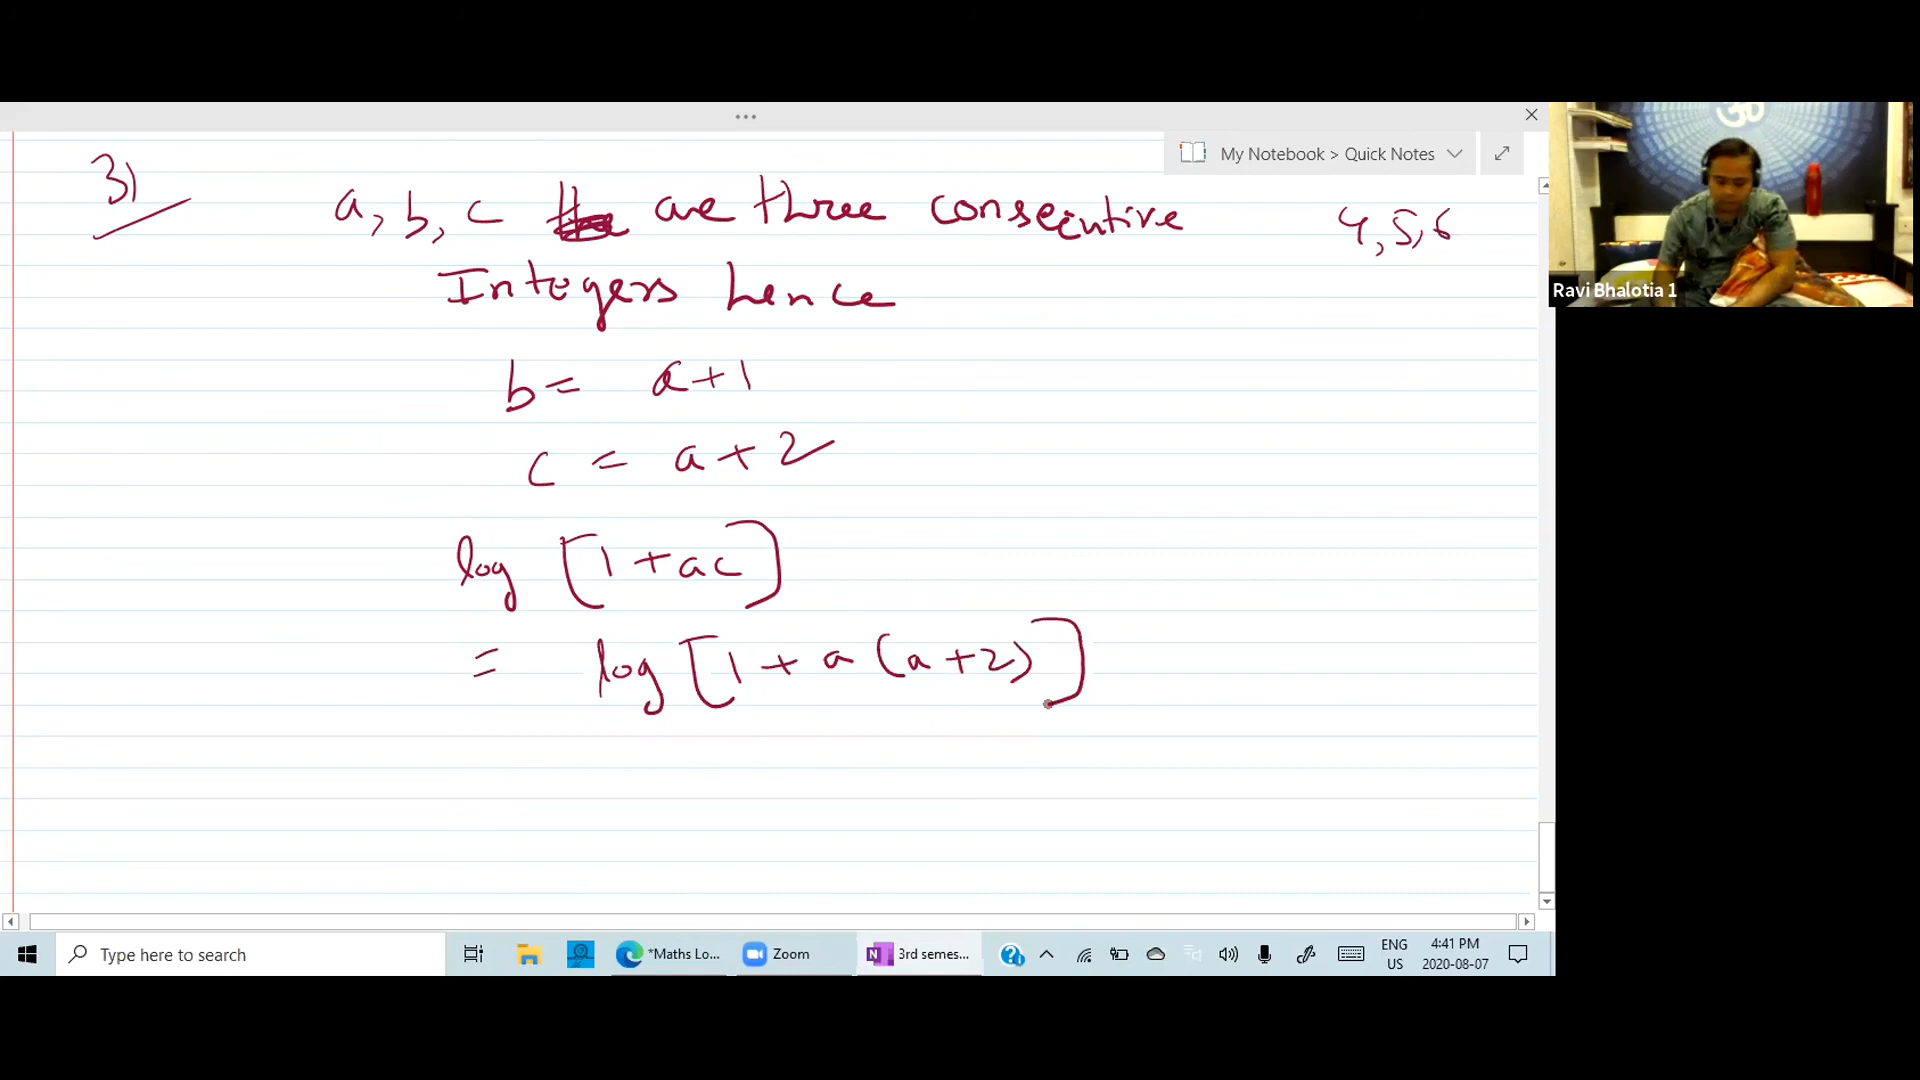 My Notebook > Quick Notes
31
a, b, c are three consecutive
4, 5, 6
Integers hence
b = a+1
c = a+2
log [1+ac]
= log [1+a(a+2)]
Ravi Bhalotia 1
Type here to search
*Maths Lo...
Zoom
3rd semes...
ENG
US
4:41 PM
2020-08-07